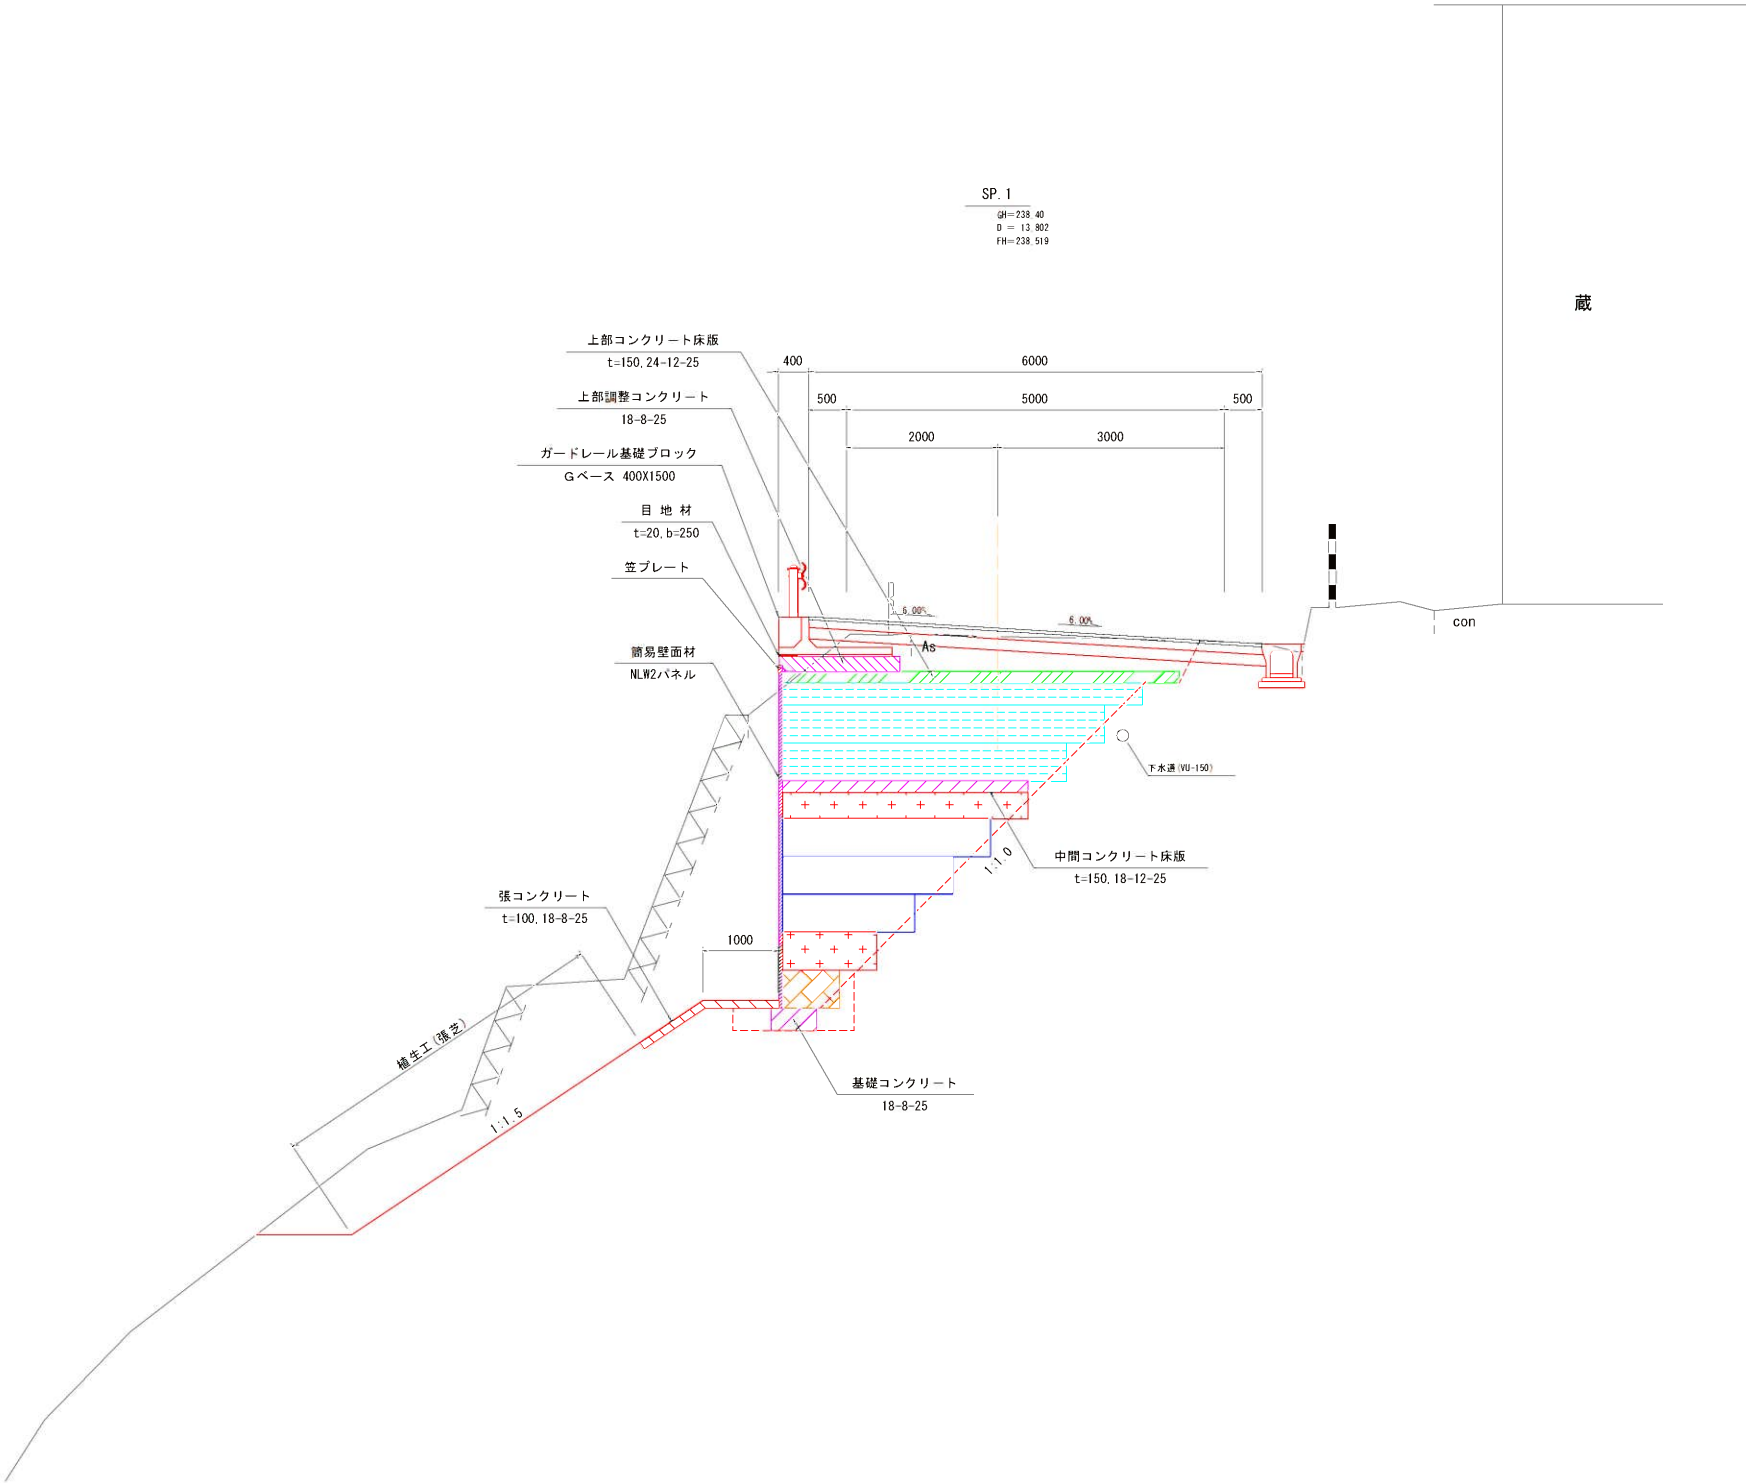 SP.1
GH=238.40
D = 13.802
FH=238.519
蔵
上部コンクリート床版
t=150,24-12-25
400
6000
上部調整コンクリート
18-8-25
500
5000
500
2000
3000
ガードレール基礎ブロック
Gベース 400X1500
目 地 材
t=20,b=250
笠プレート
6.00%
6.00%
con
As
簡易壁面材
NLW2パネル
下水道(VU-150)
1:1.0
中間コンクリート床版
t=150,18-12-25
張コンクリート
t=100,18-8-25
1000
植生工(張芝)
1:1.5
基礎コンクリート
18-8-25